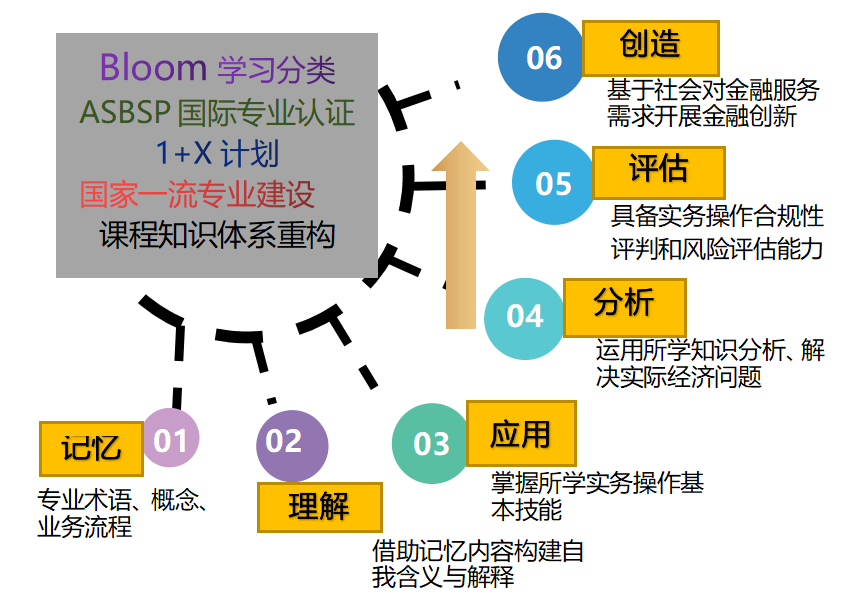 Bloom 学习分类
ASBSP 国际专业认证
1+X 计划
国家一流专业建设
课程知识体系重构
06
创造
基于社会对金融服务
需求开展金融创新
05
评估
具备实务操作合规性
评判和风险评估能力
04
分析
运用所学知识分析、解
决实际经济问题
03
应用
掌握所学实务操作基
本技能
02
理解
借助记忆内容构建自
我含义与解释
01
记忆
专业术语、概念、
业务流程